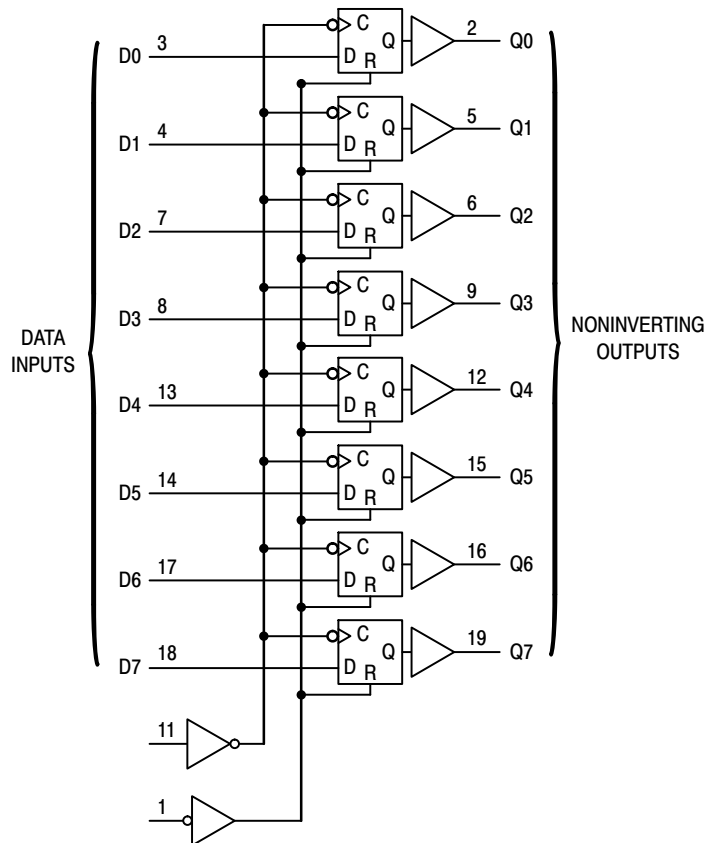 C
Q
D
R
2
Q0
D0
3
C
Q
D
R
5
Q1
D1
4
C
Q
D
R
6
Q2
D2
7
C
Q
D
R
9
Q3
D3
8
DATA
INPUTS
NONINVERTING
OUTPUTS
C
Q
D
R
12
Q4
D4
13
C
Q
D
R
15
Q5
D5
14
C
Q
D
R
16
Q6
D6
17
C
Q
D
R
19
Q7
D7
18
11
1